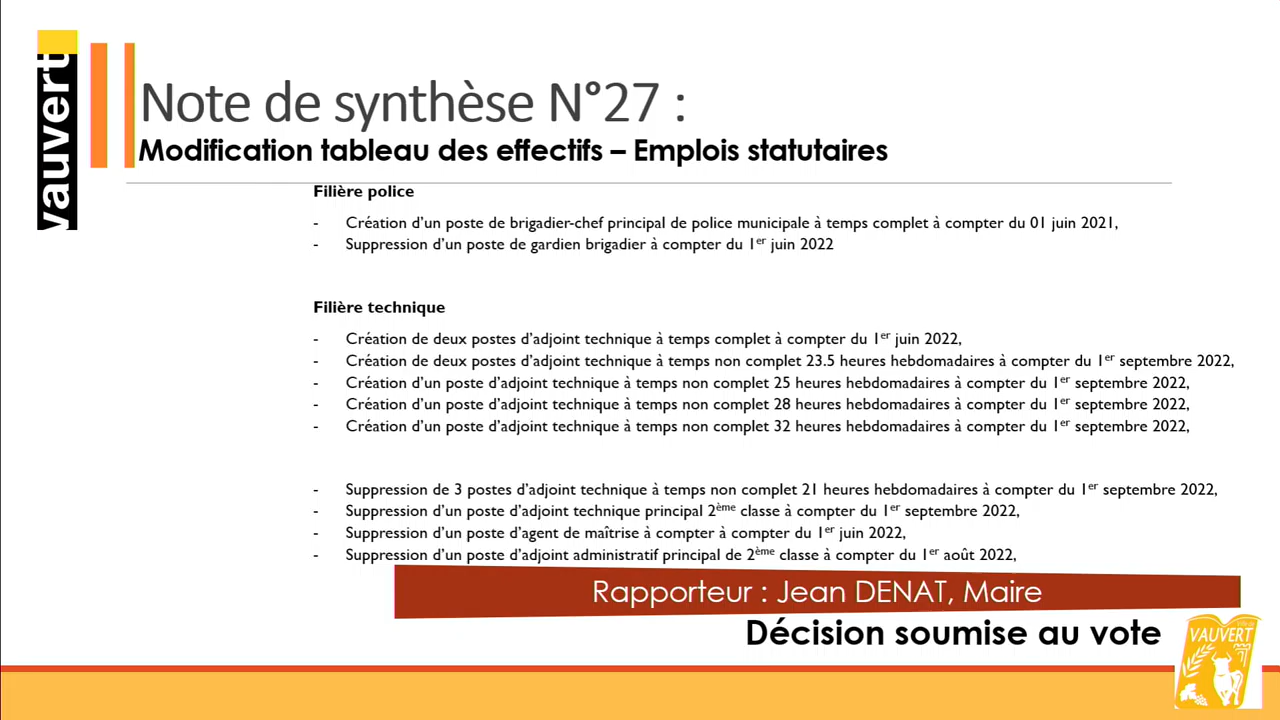 vauvert
Note de synthèse N°27 :
Modification tableau des effectifs – Emplois statutaires
Filière police
- Création d'un poste de brigadier-chef principal de police municipale à temps complet à compter du 01 juin 2021,
- Suppression d'un poste de gardien brigadier à compter du 1er juin 2022
Filière technique
- Création de deux postes d'adjoint technique à temps complet à compter du 1er juin 2022,
- Création de deux postes d'adjoint technique à temps non complet 23.5 heures hebdomadaires à compter du 1er septembre 2022,
- Création d'un poste d'adjoint technique à temps non complet 25 heures hebdomadaires à compter du 1er septembre 2022,
- Création d'un poste d'adjoint technique à temps non complet 28 heures hebdomadaires à compter du 1er septembre 2022,
- Création d'un poste d'adjoint technique à temps non complet 32 heures hebdomadaires à compter du 1er septembre 2022,
- Suppression de 3 postes d'adjoint technique à temps non complet 21 heures hebdomadaires à compter du 1er septembre 2022,
- Suppression d'un poste d'adjoint technique principal 2ème classe à compter du 1er septembre 2022,
- Suppression d'un poste d'agent de maîtrise à compter à compter du 1er juin 2022,
- Suppression d'un poste d'adjoint administratif principal de 2ème classe à compter du 1er août 2022,
Rapporteur : Jean DENAT, Maire
Décision soumise au vote
VAUVERT